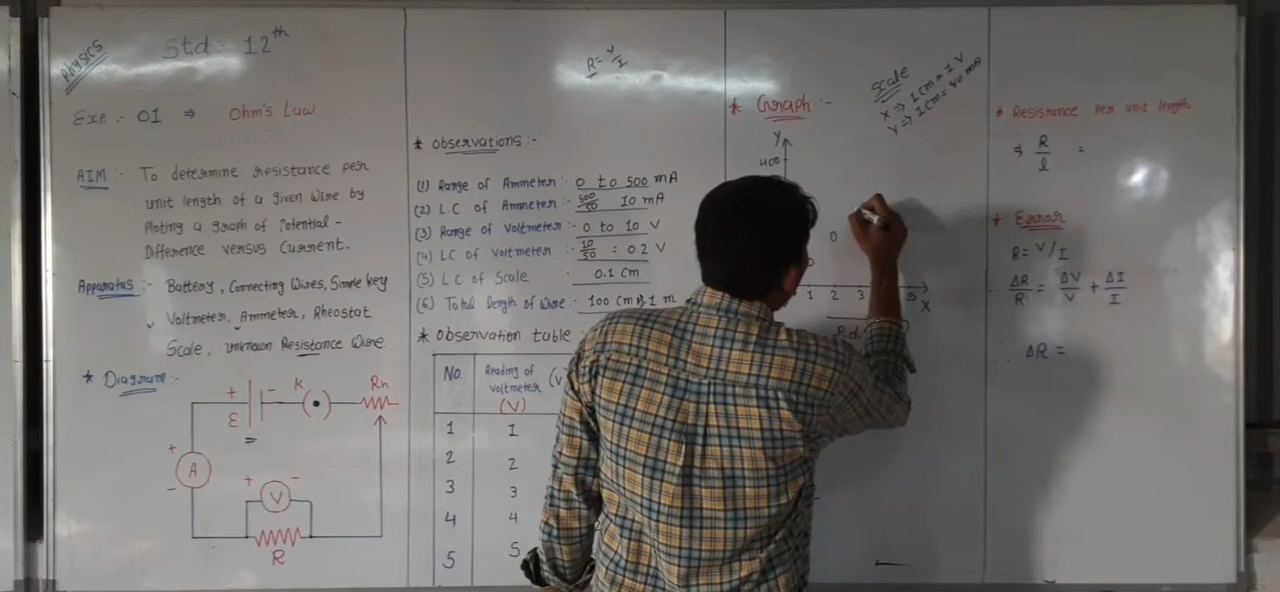 Physics
Std:- 12th
Exp:- 01 ⇒ Ohm's Law
AIM:- To determine resistance per
unit length of a given wire by
Ploting a graph of Potential -
Difference versus Current.
Apparatus:- Battery, Connecting Wires, Simple key
Voltmeter, Ammeter, Rheostat
Scale, unknown Resistance Wire
* Diagram:-
+ - K Rh
ε
+
A
-
+ V -
R
R = V/I
* Observations:-
(1) Range of Ammeter:- 0 to 500 mA
(2) L.C of Ammeter:- 500/50 10 mA
(3) Range of Voltmeter:- 0 to 10 V
(4) LC of Voltmeter:- 10/50 = 0.2 V
(5) LC of Scale:- 0.1 cm
(6) Total length of wire:- 100 cm, 1 m
* Observation table
No. Reading of voltmeter (V)
(V)
1 1
2 2
3 3
4 4
5 5
* Graph:-
Scale
X ⇒ 1 cm = 1 V
Y ⇒ 1 cm = 40 mA
Y
400
1 2 3 5 X
P.d.
* Resistance per unit length
⇒ R/l =
* Error
R = V/I
∴ ΔR/R = ΔV/V + ΔI/I
∴ ΔR =